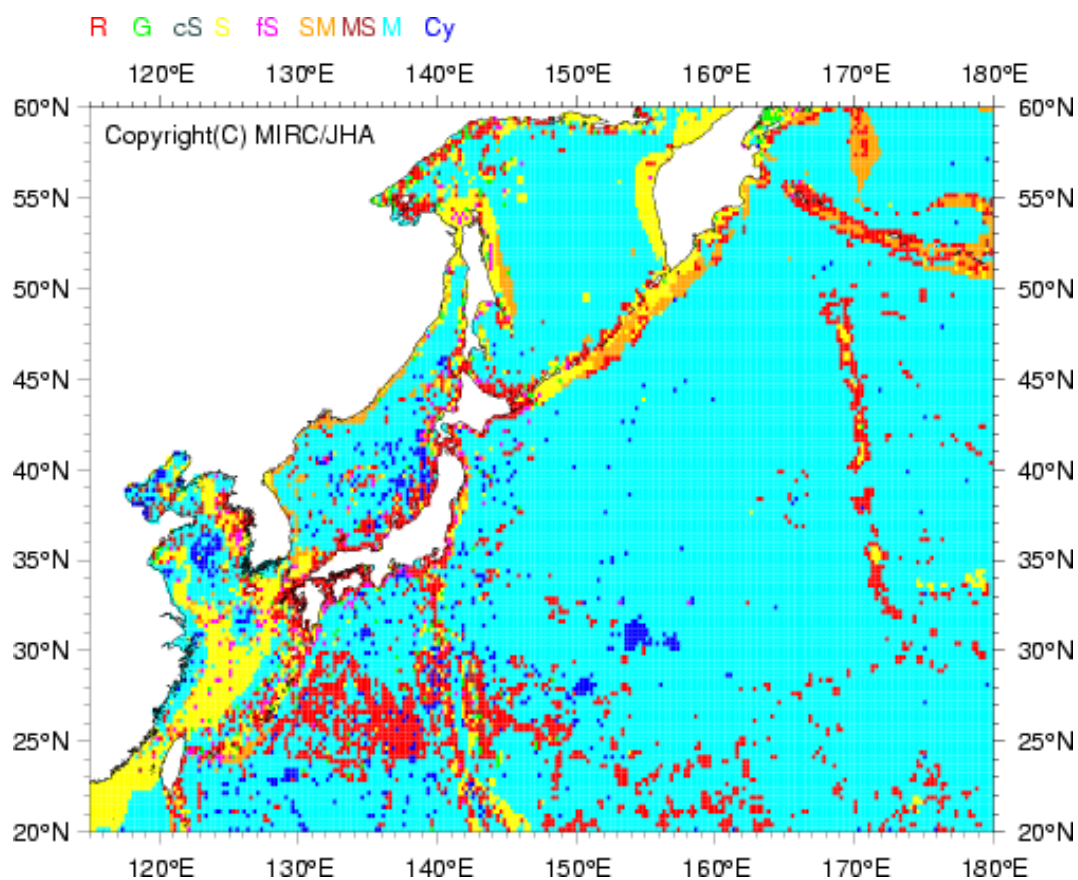 R G cS S fS SM MS M Cy
120°E 130°E 140°E 150°E 160°E 170°E 180°E
60°N 60°N
Copyright(C) MIRC/JHA
55°N 55°N
50°N 50°N
45°N 45°N
40°N 40°N
35°N 35°N
30°N 30°N
25°N 25°N
20°N 20°N
120°E 130°E 140°E 150°E 160°E 170°E 180°E